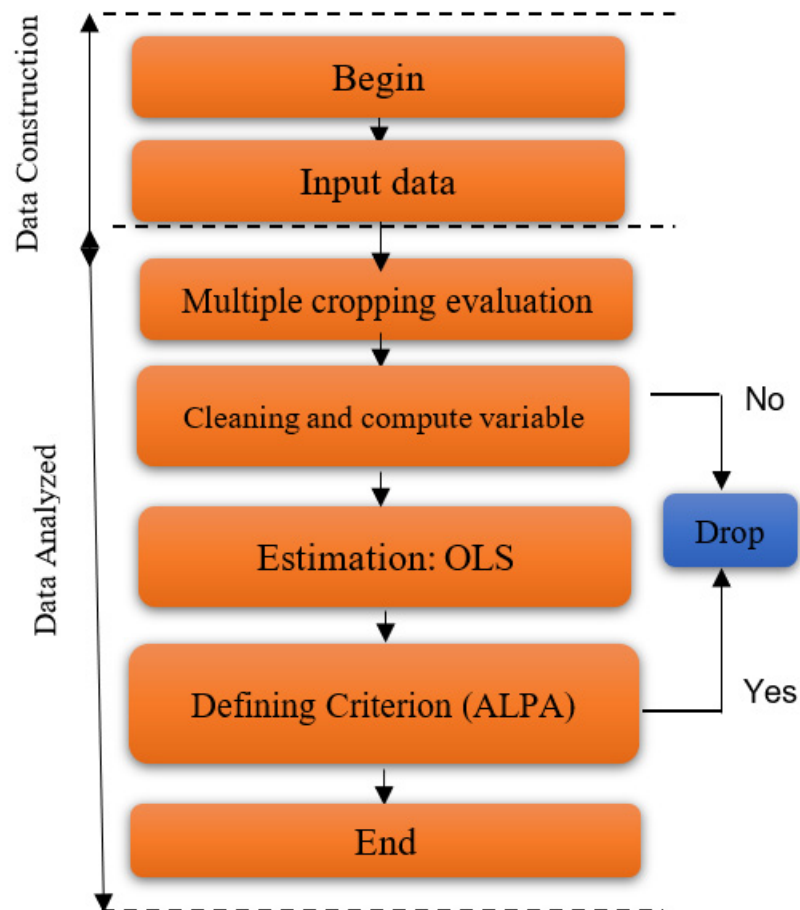 Data Construction
Begin
Input data
Multiple cropping evaluation
Cleaning and compute variable
No
Data Analyzed
Drop
Estimation: OLS
Defining Criterion (ALPA)
Yes
End